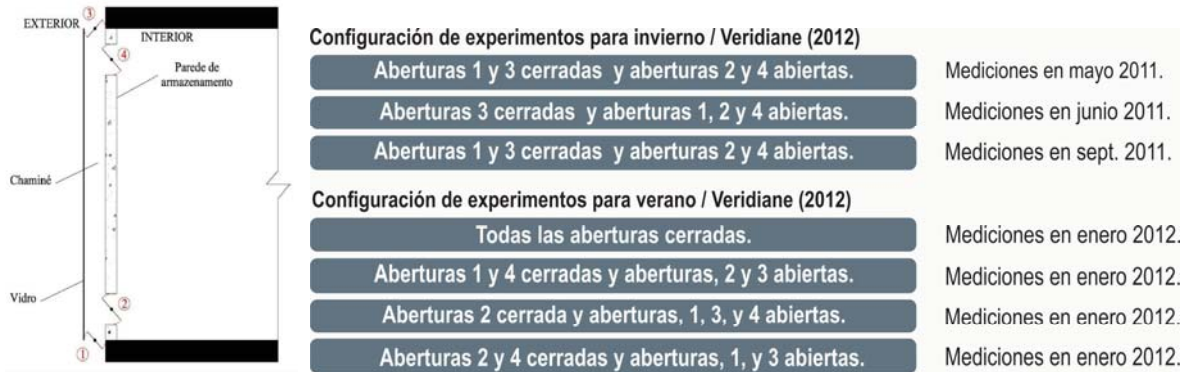 EXTERIOR
③
INTERIOR
④
Parede de
armazenamento
Chaminé
Vidro
②
①
Configuración de experimentos para invierno / Veridiane (2012)
Aberturas 1 y 3 cerradas y aberturas 2 y 4 abiertas.
Mediciones en mayo 2011.
Aberturas 3 cerradas y aberturas 1, 2 y 4 abiertas.
Mediciones en junio 2011.
Aberturas 1 y 3 cerradas y aberturas 2 y 4 abiertas.
Mediciones en sept. 2011.
Configuración de experimentos para verano / Veridiane (2012)
Todas las aberturas cerradas.
Mediciones en enero 2012.
Aberturas 1 y 4 cerradas y aberturas, 2 y 3 abiertas.
Mediciones en enero 2012.
Aberturas 2 cerrada y aberturas, 1, 3, y 4 abiertas.
Mediciones en enero 2012.
Aberturas 2 y 4 cerradas y aberturas, 1, y 3 abiertas.
Mediciones en enero 2012.